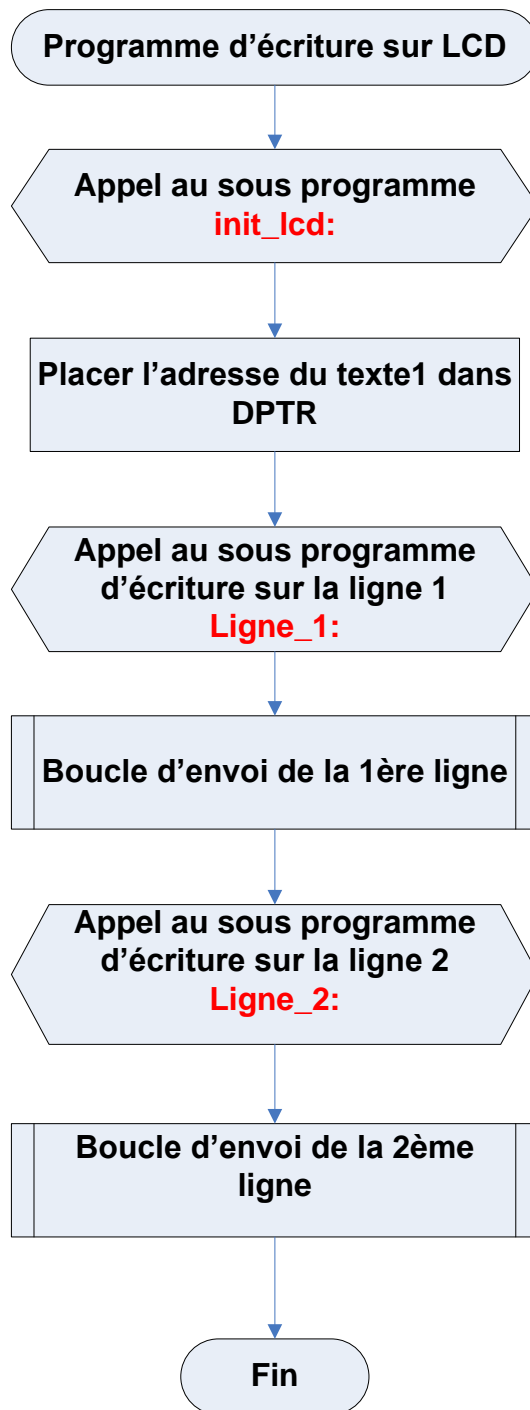 Programme d’écriture sur LCD
Appel au sous programme
init_lcd:
Placer l’adresse du texte1 dans
DPTR
Appel au sous programme
d’écriture sur la ligne 1
Ligne_1:
Boucle d’envoi de la 1ère ligne
Appel au sous programme
d’écriture sur la ligne 2
Ligne_2:
Boucle d’envoi de la 2ème
ligne
Fin